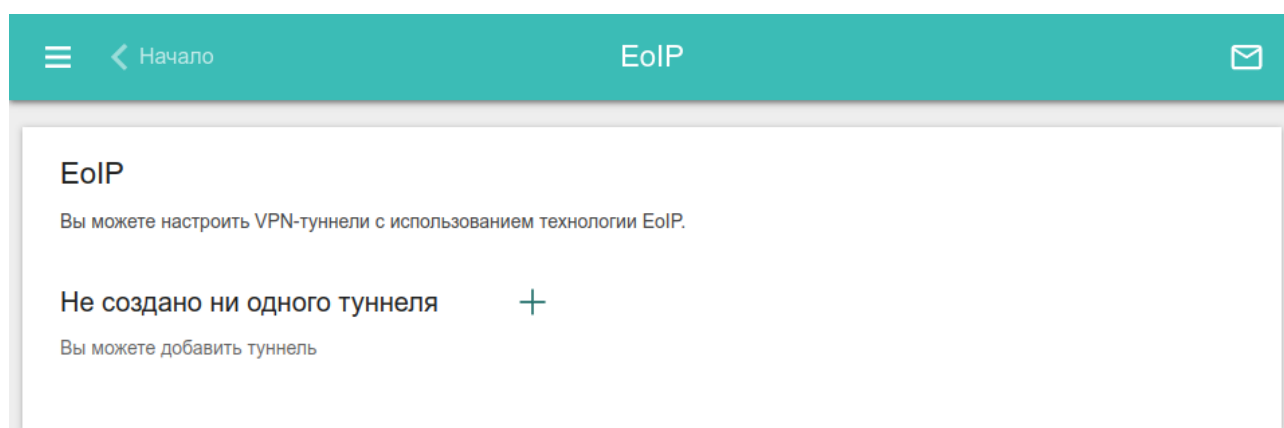 Начало
EoIP
EoIP
Вы можете настроить VPN-туннели с использованием технологии EoIP.
Не создано ни одного туннеля
Вы можете добавить туннель